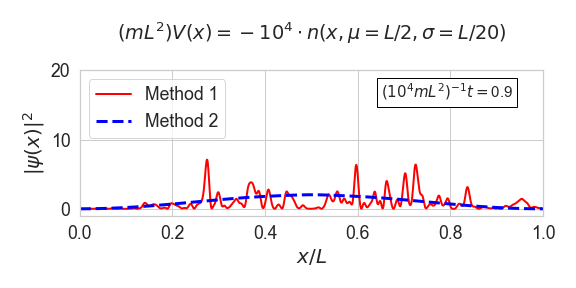 (mL²)V(x) = −10⁴ · n(x, μ = L/2, σ = L/20)
20
10
0
|ψ(x)|²
Method 1
Method 2
(10⁴mL²)⁻¹t = 0.9
0.0 0.2 0.4 0.6 0.8 1.0
x/L